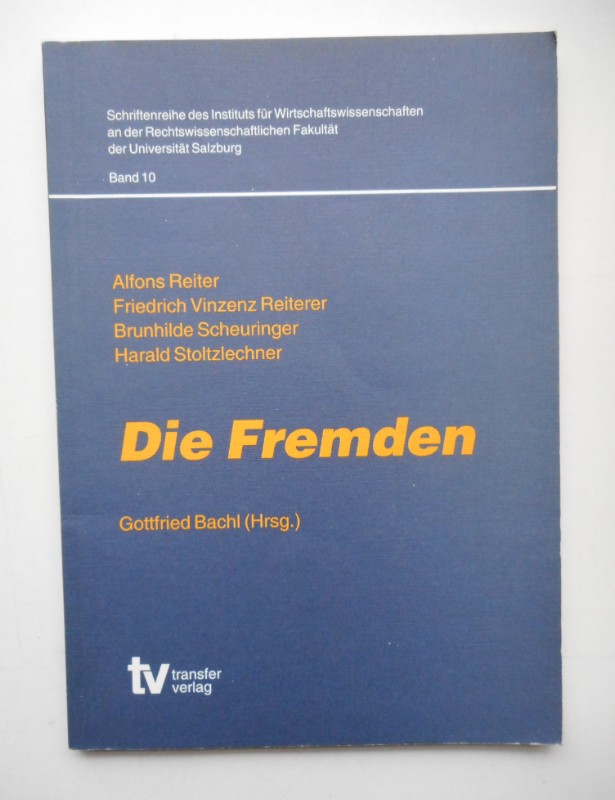 Schriftenreihe des Instituts für Wirtschaftswissenschaften
an der Rechtswissenschaftlichen Fakultät
der Universität Salzburg
Band 10
Alfons Reiter
Friedrich Vinzenz Reiterer
Brunhilde Scheuringer
Harald Stoltzlechner
Die Fremden
Gottfried Bachl (Hrsg.)
tv transfer
verlag